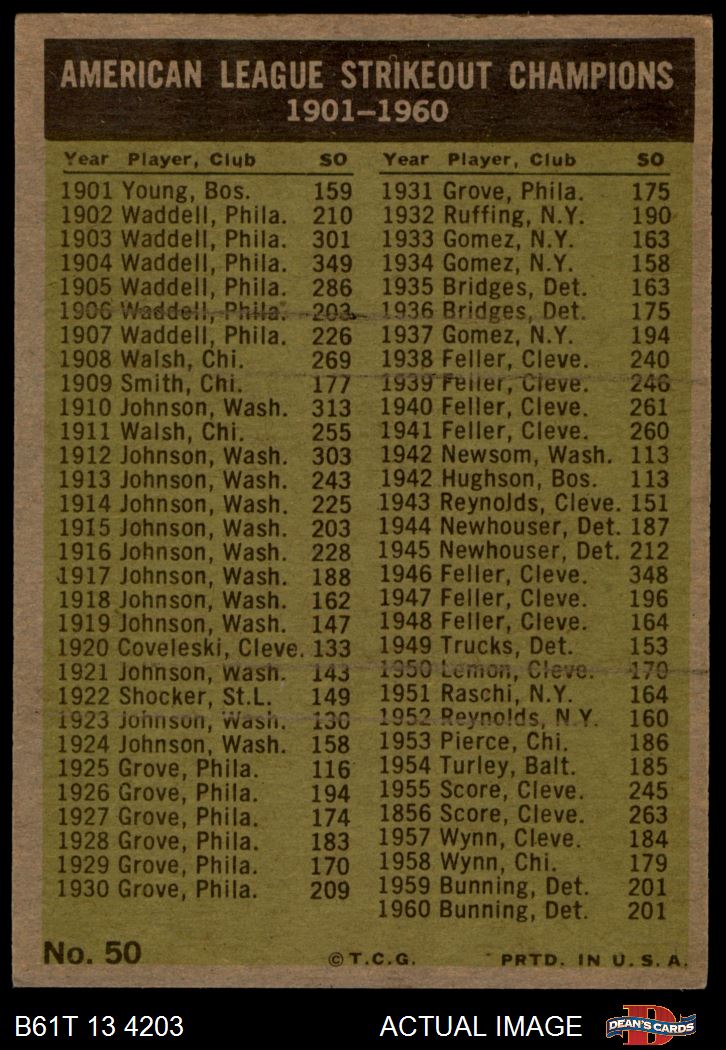 AMERICAN LEAGUE STRIKEOUT CHAMPIONS
1901–1960
Year Player, Club SO
1901 Young, Bos. 159
1902 Waddell, Phila. 210
1903 Waddell, Phila. 301
1904 Waddell, Phila. 349
1905 Waddell, Phila. 286
1906 Waddell, Phila. 203
1907 Waddell, Phila. 226
1908 Walsh, Chi. 269
1909 Smith, Chi. 177
1910 Johnson, Wash. 313
1911 Walsh, Chi. 255
1912 Johnson, Wash. 303
1913 Johnson, Wash. 243
1914 Johnson, Wash. 225
1915 Johnson, Wash. 203
1916 Johnson, Wash. 228
1917 Johnson, Wash. 188
1918 Johnson, Wash. 162
1919 Johnson, Wash. 147
1920 Coveleski, Cleve. 133
1921 Johnson, Wash. 143
1922 Shocker, St.L. 149
1923 Johnson, Wash. 130
1924 Johnson, Wash. 158
1925 Grove, Phila. 116
1926 Grove, Phila. 194
1927 Grove, Phila. 174
1928 Grove, Phila. 183
1929 Grove, Phila. 170
1930 Grove, Phila. 209
Year Player, Club SO
1931 Grove, Phila. 175
1932 Ruffing, N.Y. 190
1933 Gomez, N.Y. 163
1934 Gomez, N.Y. 158
1935 Bridges, Det. 163
1936 Bridges, Det. 175
1937 Gomez, N.Y. 194
1938 Feller, Cleve. 240
1939 Feller, Cleve. 246
1940 Feller, Cleve. 261
1941 Feller, Cleve. 260
1942 Newsom, Wash. 113
1942 Hughson, Bos. 113
1943 Reynolds, Cleve. 151
1944 Newhouser, Det. 187
1945 Newhouser, Det. 212
1946 Feller, Cleve. 348
1947 Feller, Cleve. 196
1948 Feller, Cleve. 164
1949 Trucks, Det. 153
1950 Lemon, Cleve. 170
1951 Raschi, N.Y. 164
1952 Reynolds, N.Y. 160
1953 Pierce, Chi. 186
1954 Turley, Balt. 185
1955 Score, Cleve. 245
1856 Score, Cleve. 263
1957 Wynn, Cleve. 184
1958 Wynn, Chi. 179
1959 Bunning, Det. 201
1960 Bunning, Det. 201
No. 50 © T.C.G. PRTD. IN U.S.A.
B61T 13 4203 ACTUAL IMAGE DEAN'S CARDS